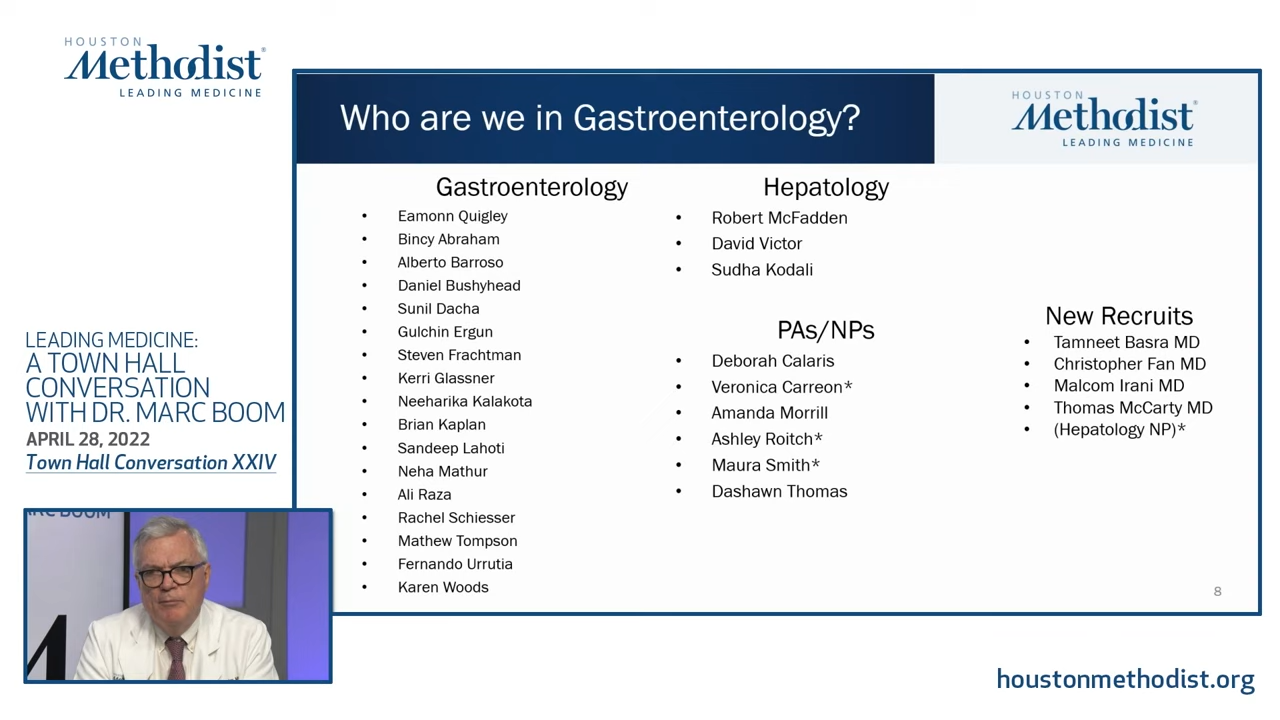 HOUSTON
Methodist®
LEADING MEDICINE
LEADING MEDICINE:
A TOWN HALL
CONVERSATION
WITH DR. MARC BOOM
APRIL 28, 2022
Town Hall Conversation XXIV
MARC BOOM
M
Who are we in Gastroenterology?
HOUSTON
Methodist®
LEADING MEDICINE
Gastroenterology
• Eamonn Quigley
• Bincy Abraham
• Alberto Barroso
• Daniel Bushyhead
• Sunil Dacha
• Gulchin Ergun
• Steven Frachtman
• Kerri Glassner
• Neeharika Kalakota
• Brian Kaplan
• Sandeep Lahoti
• Neha Mathur
• Ali Raza
• Rachel Schiesser
• Mathew Tompson
• Fernando Urrutia
• Karen Woods
Hepatology
• Robert McFadden
• David Victor
• Sudha Kodali
PAs/NPs
• Deborah Calaris
• Veronica Carreon*
• Amanda Morrill
• Ashley Roitch*
• Maura Smith*
• Dashawn Thomas
New Recruits
• Tamneet Basra MD
• Christopher Fan MD
• Malcom Irani MD
• Thomas McCarty MD
• (Hepatology NP)*
8
houstonmethodist.org